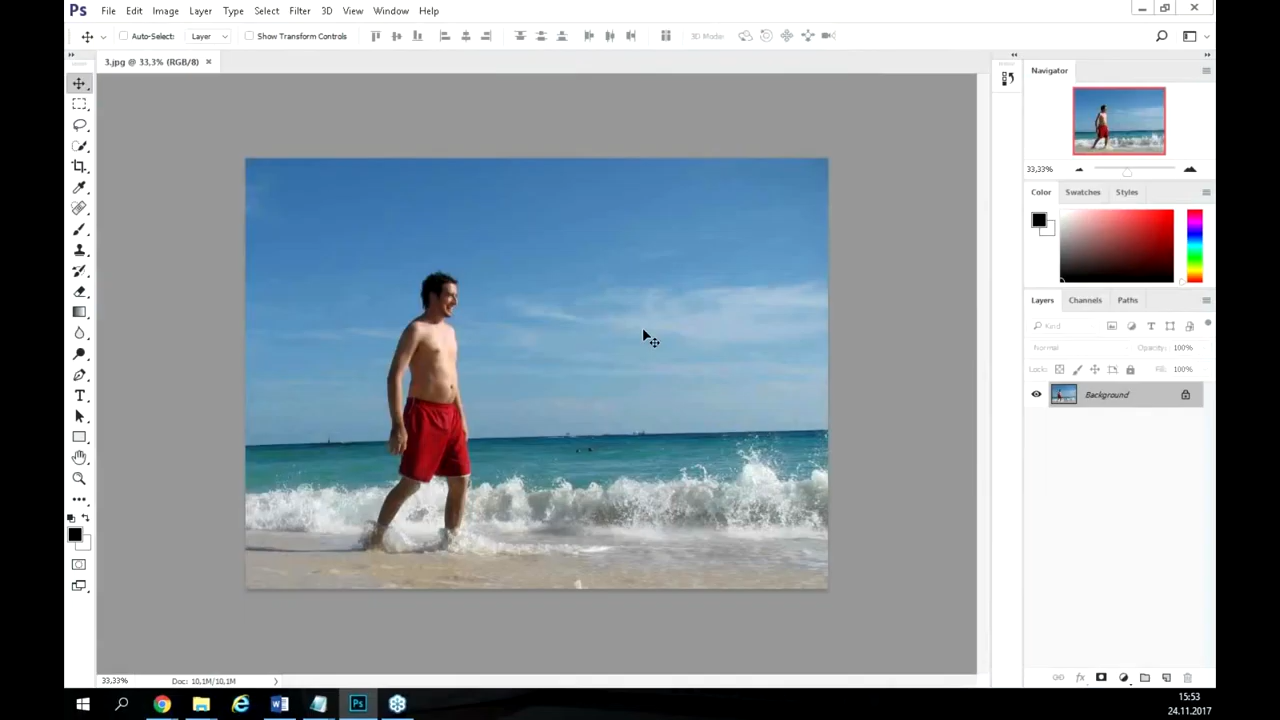 Ps File Edit Image Layer Type Select Filter 3D View Window Help
Auto-Select: Layer Show Transform Controls 3D Mode:
3.jpg @ 33,3% (RGB/8)
Navigator
33,33%
Color Swatches Styles
Layers Channels Paths
Kind
Normal Opacity: 100%
Lock: Fill: 100%
Background
33,33% Doc: 10,1M/10,1M
15:53
24.11.2017